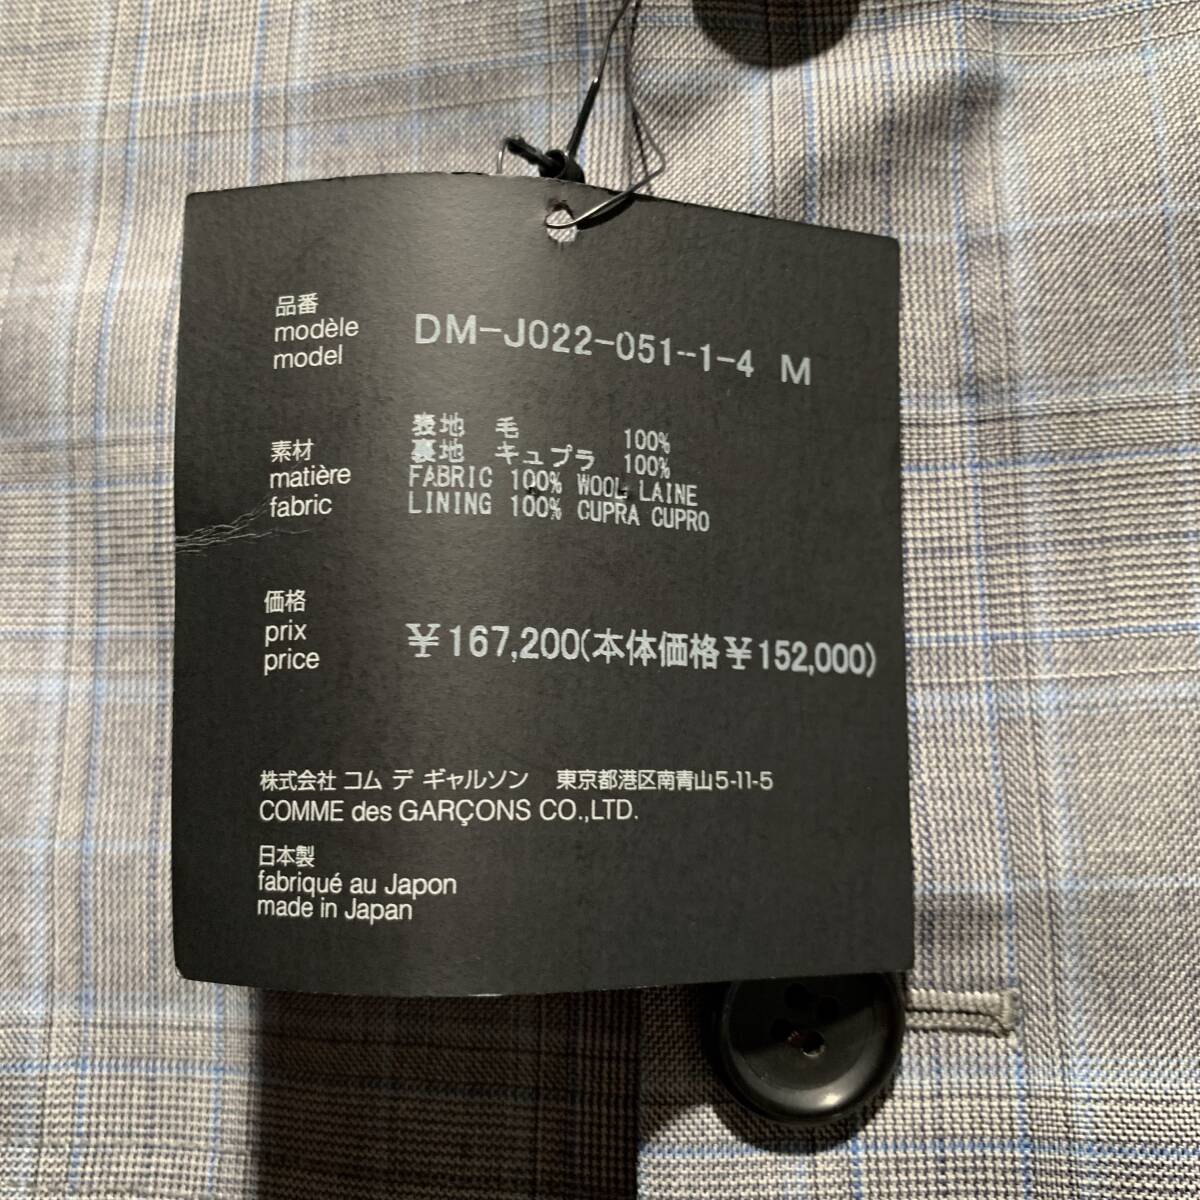 品番
modèle
model
DM-J022-051--1-4 M
素材
matière
fabric
表地 毛 100%
裏地 キュプラ 100%
FABRIC 100% WOOL LAINE
LINING 100% CUPRA CUPRO
価格
prix
price
¥167,200(本体価格¥152,000)
株式会社 コム デ ギャルソン 東京都港区南青山5-11-5
COMME des GARÇONS CO.,LTD.
日本製
fabriqué au Japon
made in Japan